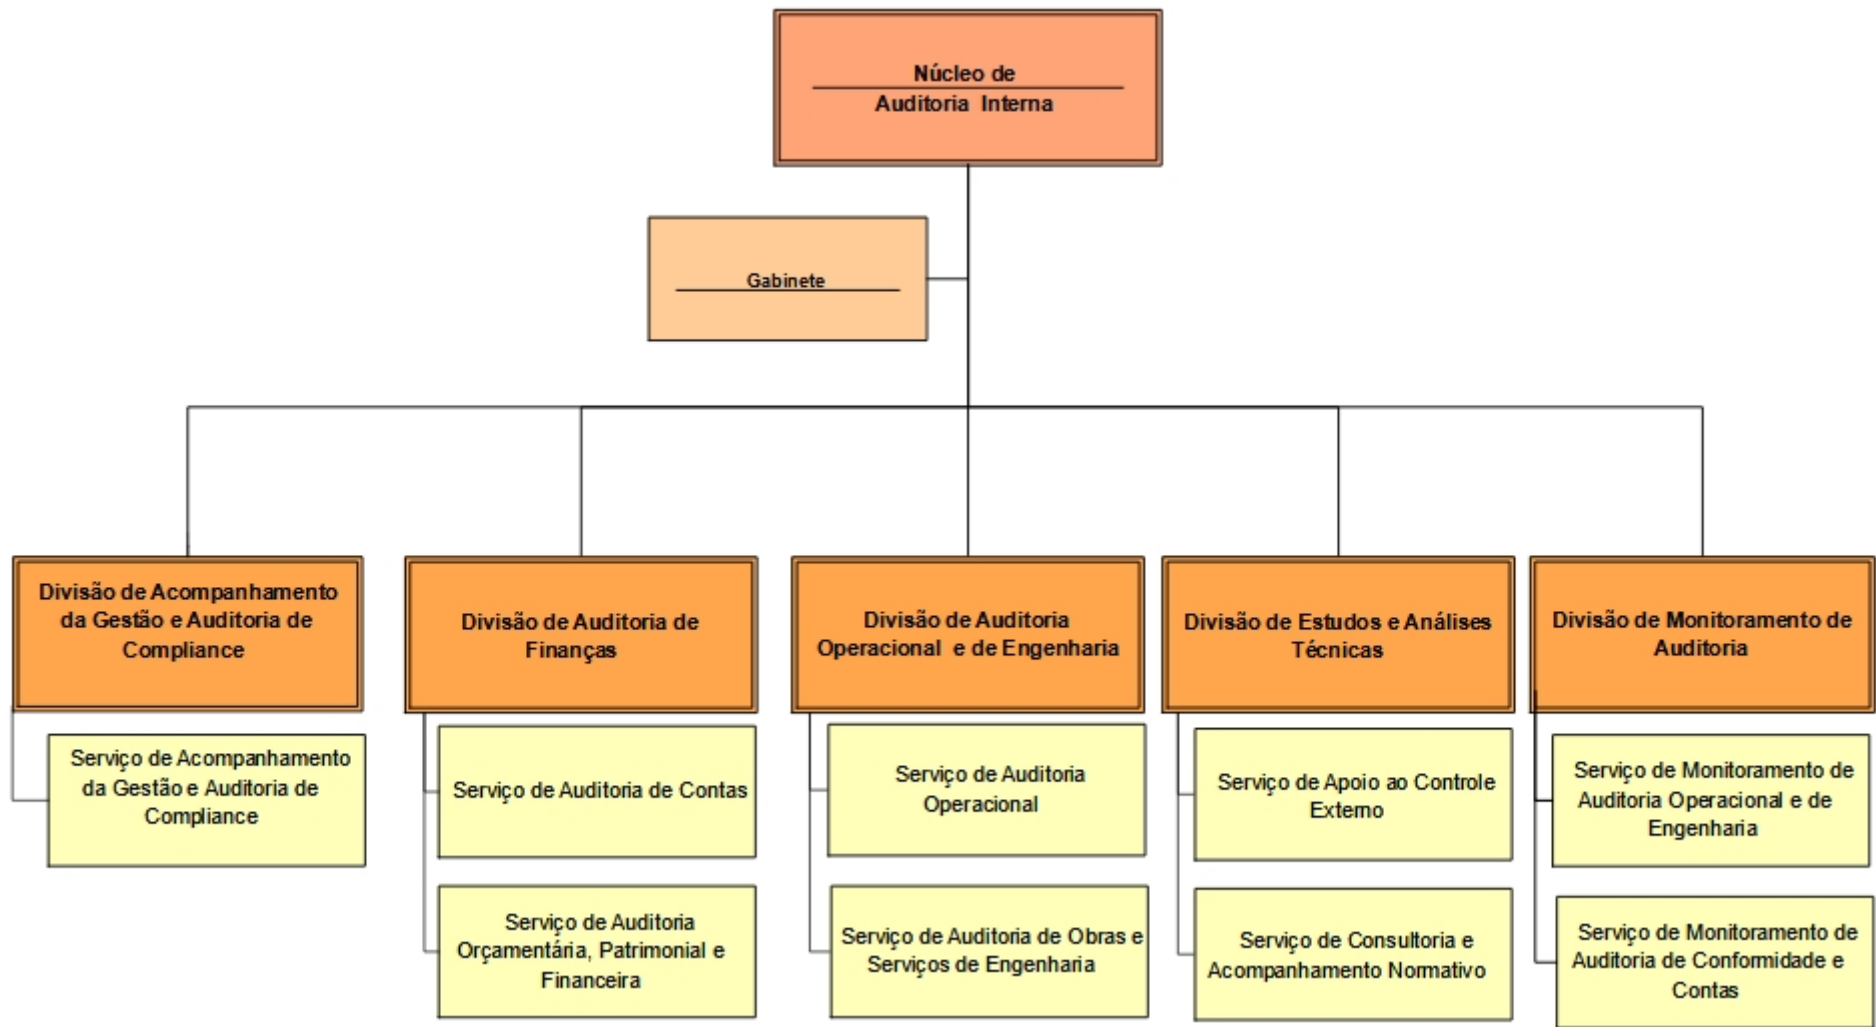 Núcleo de
Auditoria Interna
Gabinete
Divisão de Acompanhamento
da Gestão e Auditoria de
Compliance
Divisão de Auditoria de
Finanças
Divisão de Auditoria
Operacional e de Engenharia
Divisão de Estudos e Análises
Técnicas
Divisão de Monitoramento de
Auditoria
Serviço de Acompanhamento
da Gestão e Auditoria de
Compliance
Serviço de Auditoria de Contas
Serviço de Auditoria
Orçamentária, Patrimonial e
Financeira
Serviço de Auditoria
Operacional
Serviço de Auditoria de Obras e
Serviços de Engenharia
Serviço de Apoio ao Controle
Externo
Serviço de Consultoria e
Acompanhamento Normativo
Serviço de Monitoramento de
Auditoria Operacional e de
Engenharia
Serviço de Monitoramento de
Auditoria de Conformidade e
Contas